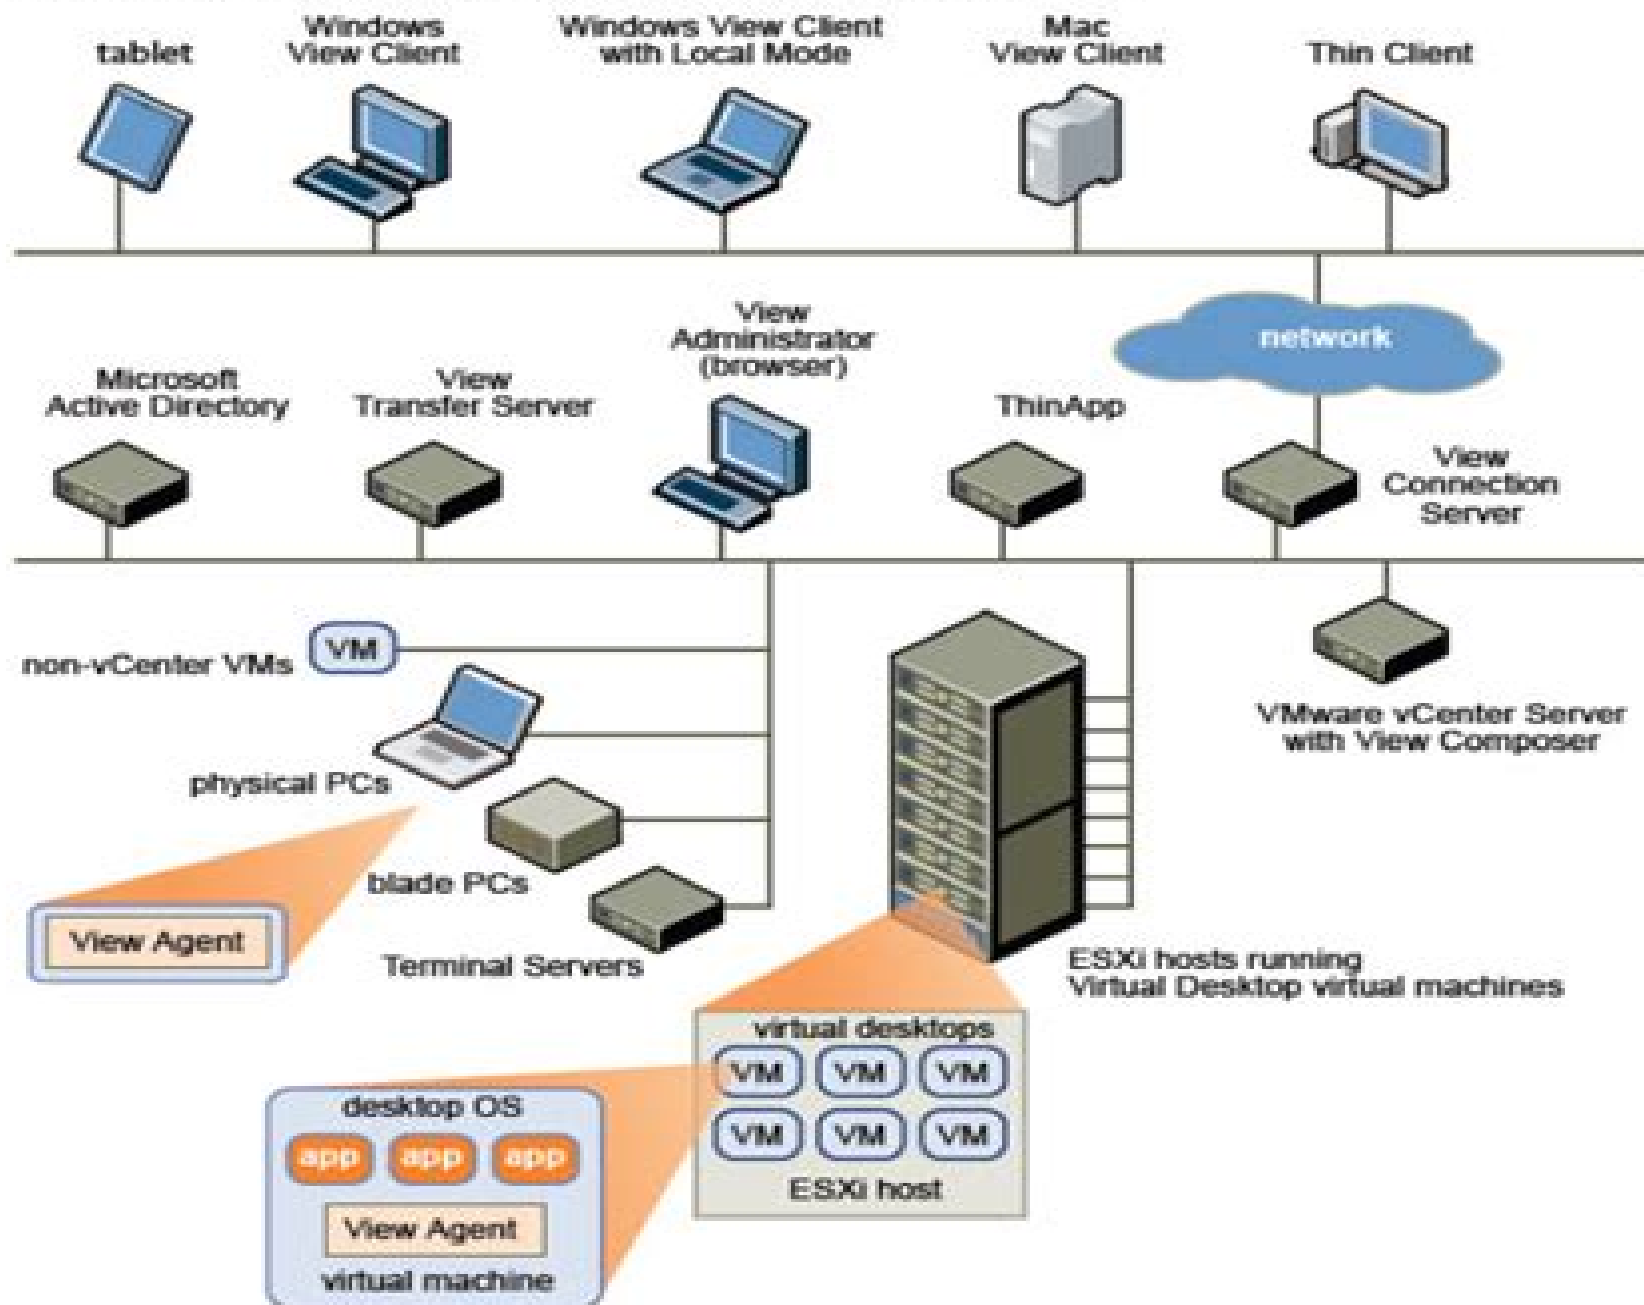 tablet
Windows
View Client
Windows View Client
with Local Mode
Mac
View Client
Thin Client
network
View
Administrator
(browser)
Microsoft
Active Directory
View
Transfer Server
ThinApp
View
Connection
Server
non-vCenter VMs
VM
physical PCs
blade PCs
View Agent
Terminal Servers
VMware vCenter Server
with View Composer
ESXi hosts running
Virtual Desktop virtual machines
virtual desktops
VM VM VM
VM VM VM
ESXi host
desktop OS
app app app
View Agent
virtual machine